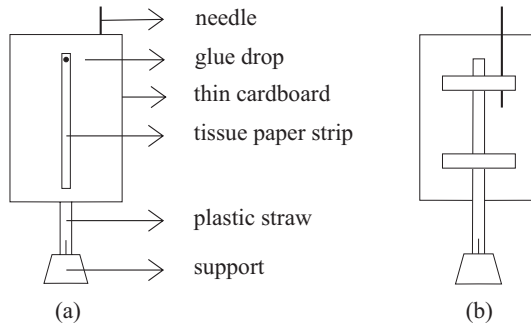 needle
glue drop
thin cardboard
tissue paper strip
plastic straw
support
(a)
(b)